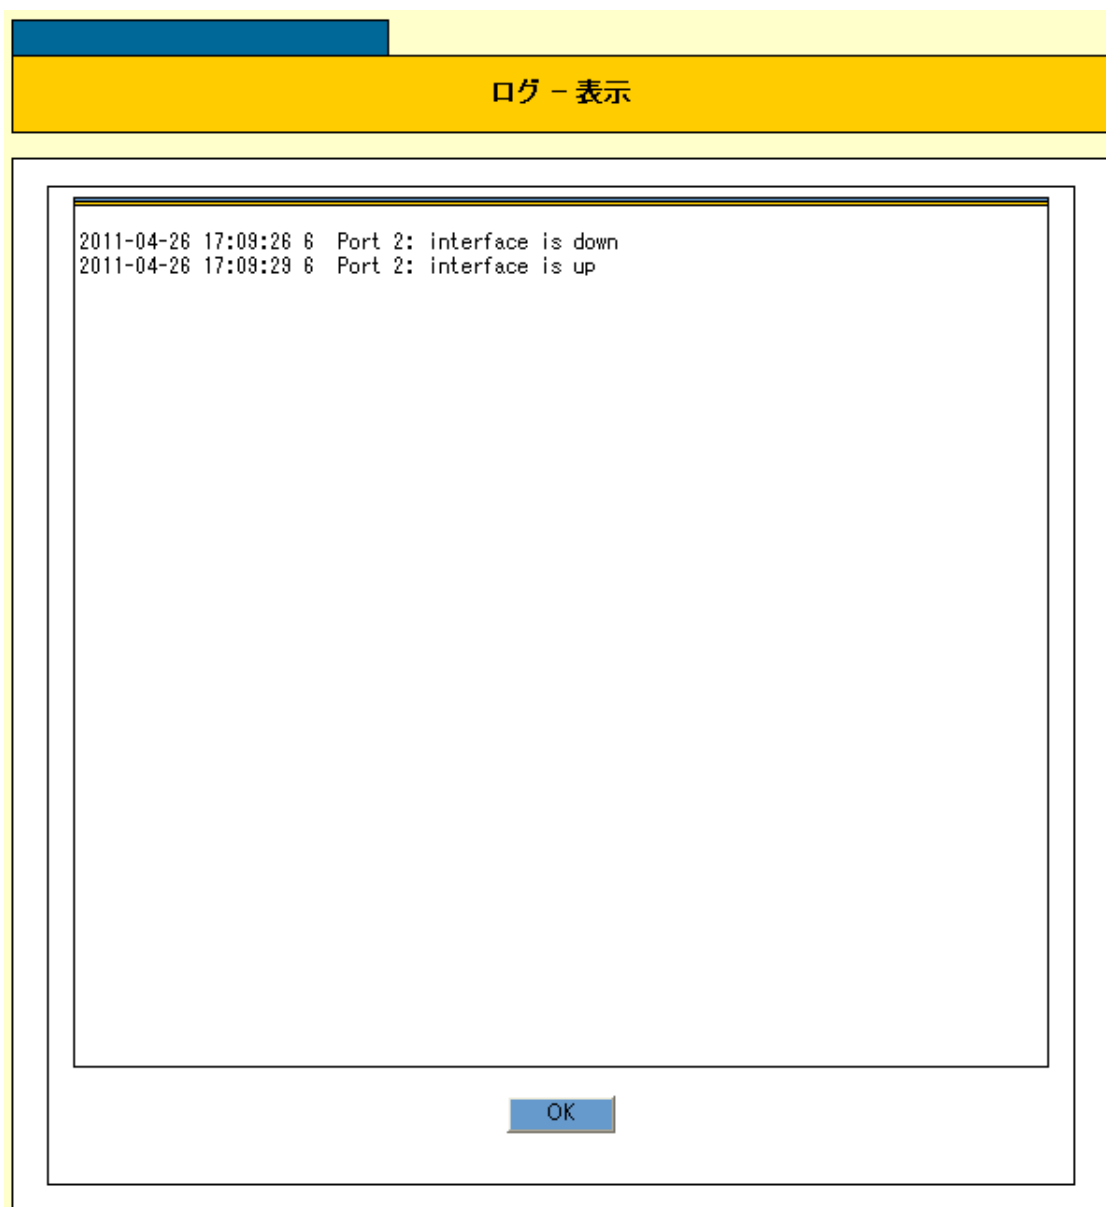 ログ － 表示
2011-04-26 17:09:26 6  Port 2: interface is down
2011-04-26 17:09:29 6  Port 2: interface is up
OK